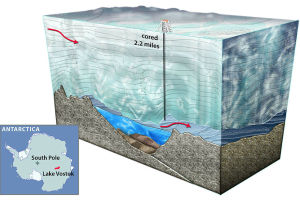 cored
2.2 miles
ANTARCTICA
South Pole
Lake Vostok